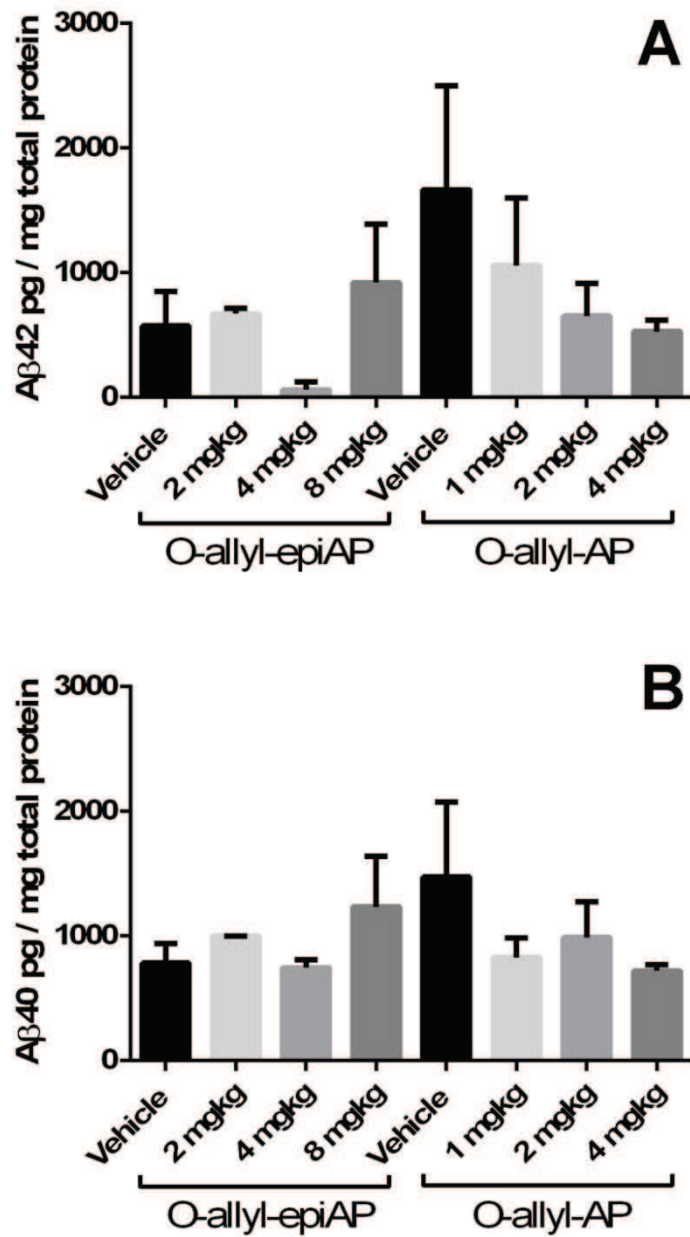 A
Aβ42 pg / mg total protein
3000
2000
1000
0
Vehicle
2 mgkg
4 mgkg
8 mgkg
Vehicle
1 mgkg
2 mgkg
4 mgkg
O-allyl-epiAP
O-allyl-AP
B
Aβ40 pg / mg total protein
3000
2000
1000
0
Vehicle
2 mgkg
4 mgkg
8 mgkg
Vehicle
1 mgkg
2 mgkg
4 mgkg
O-allyl-epiAP
O-allyl-AP